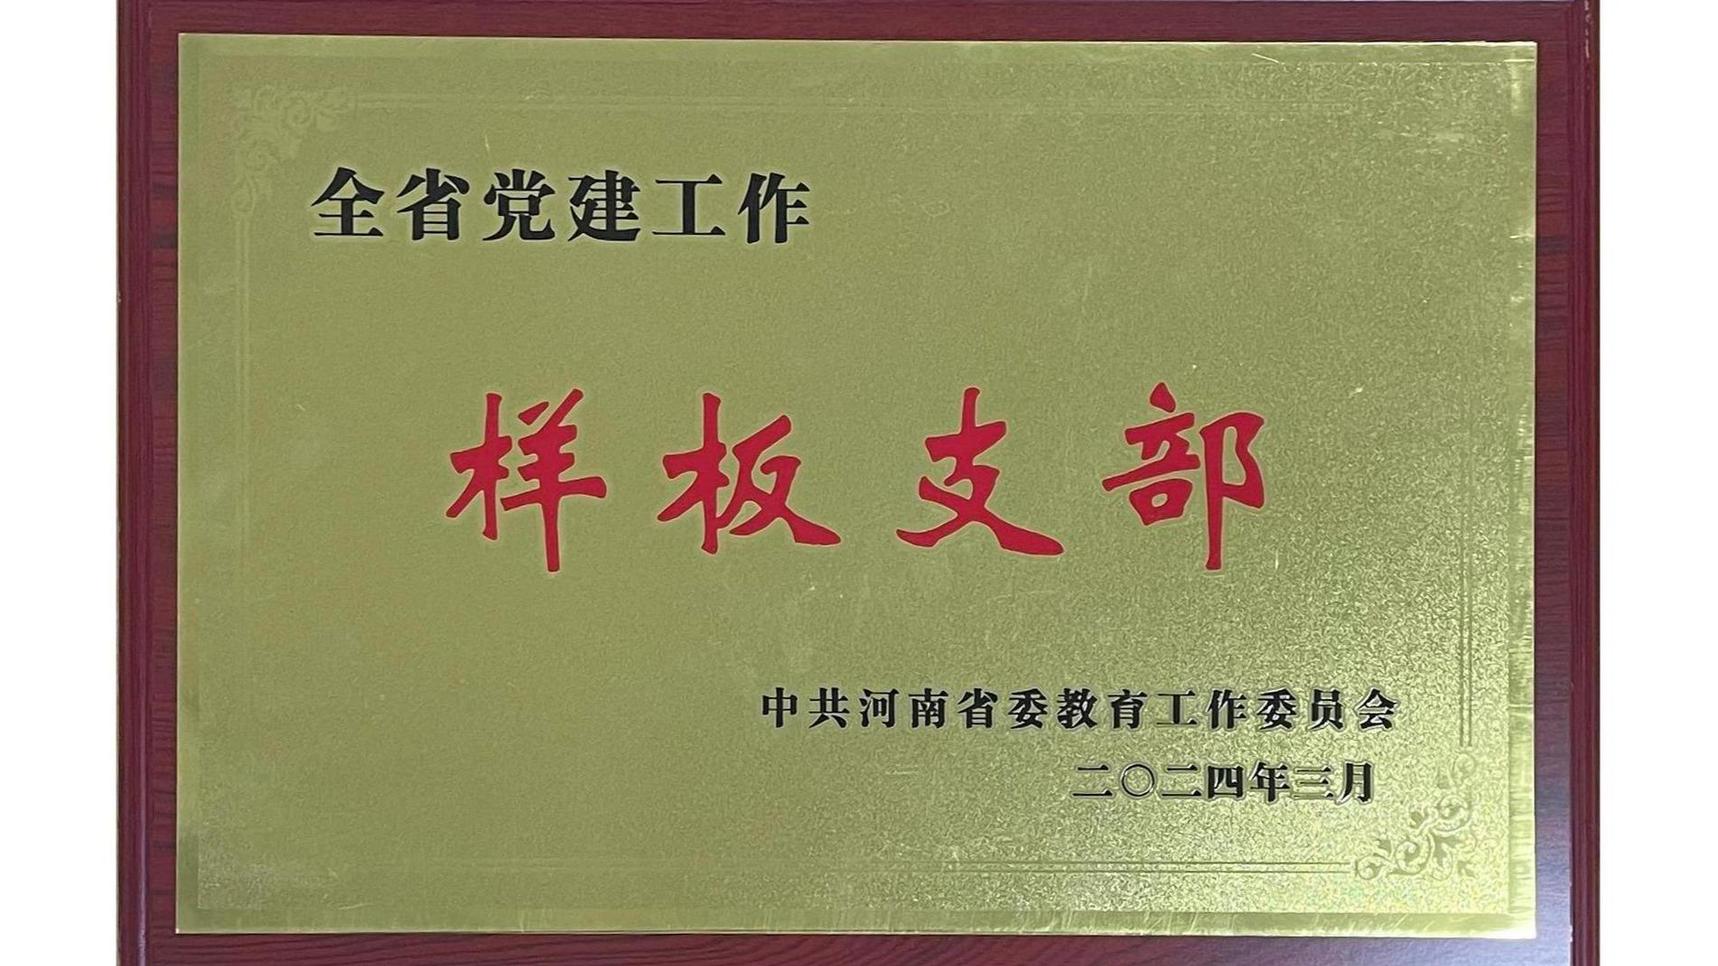 全省党建工作
样板支部
中共河南省委教育工作委员会
二〇二四年三月